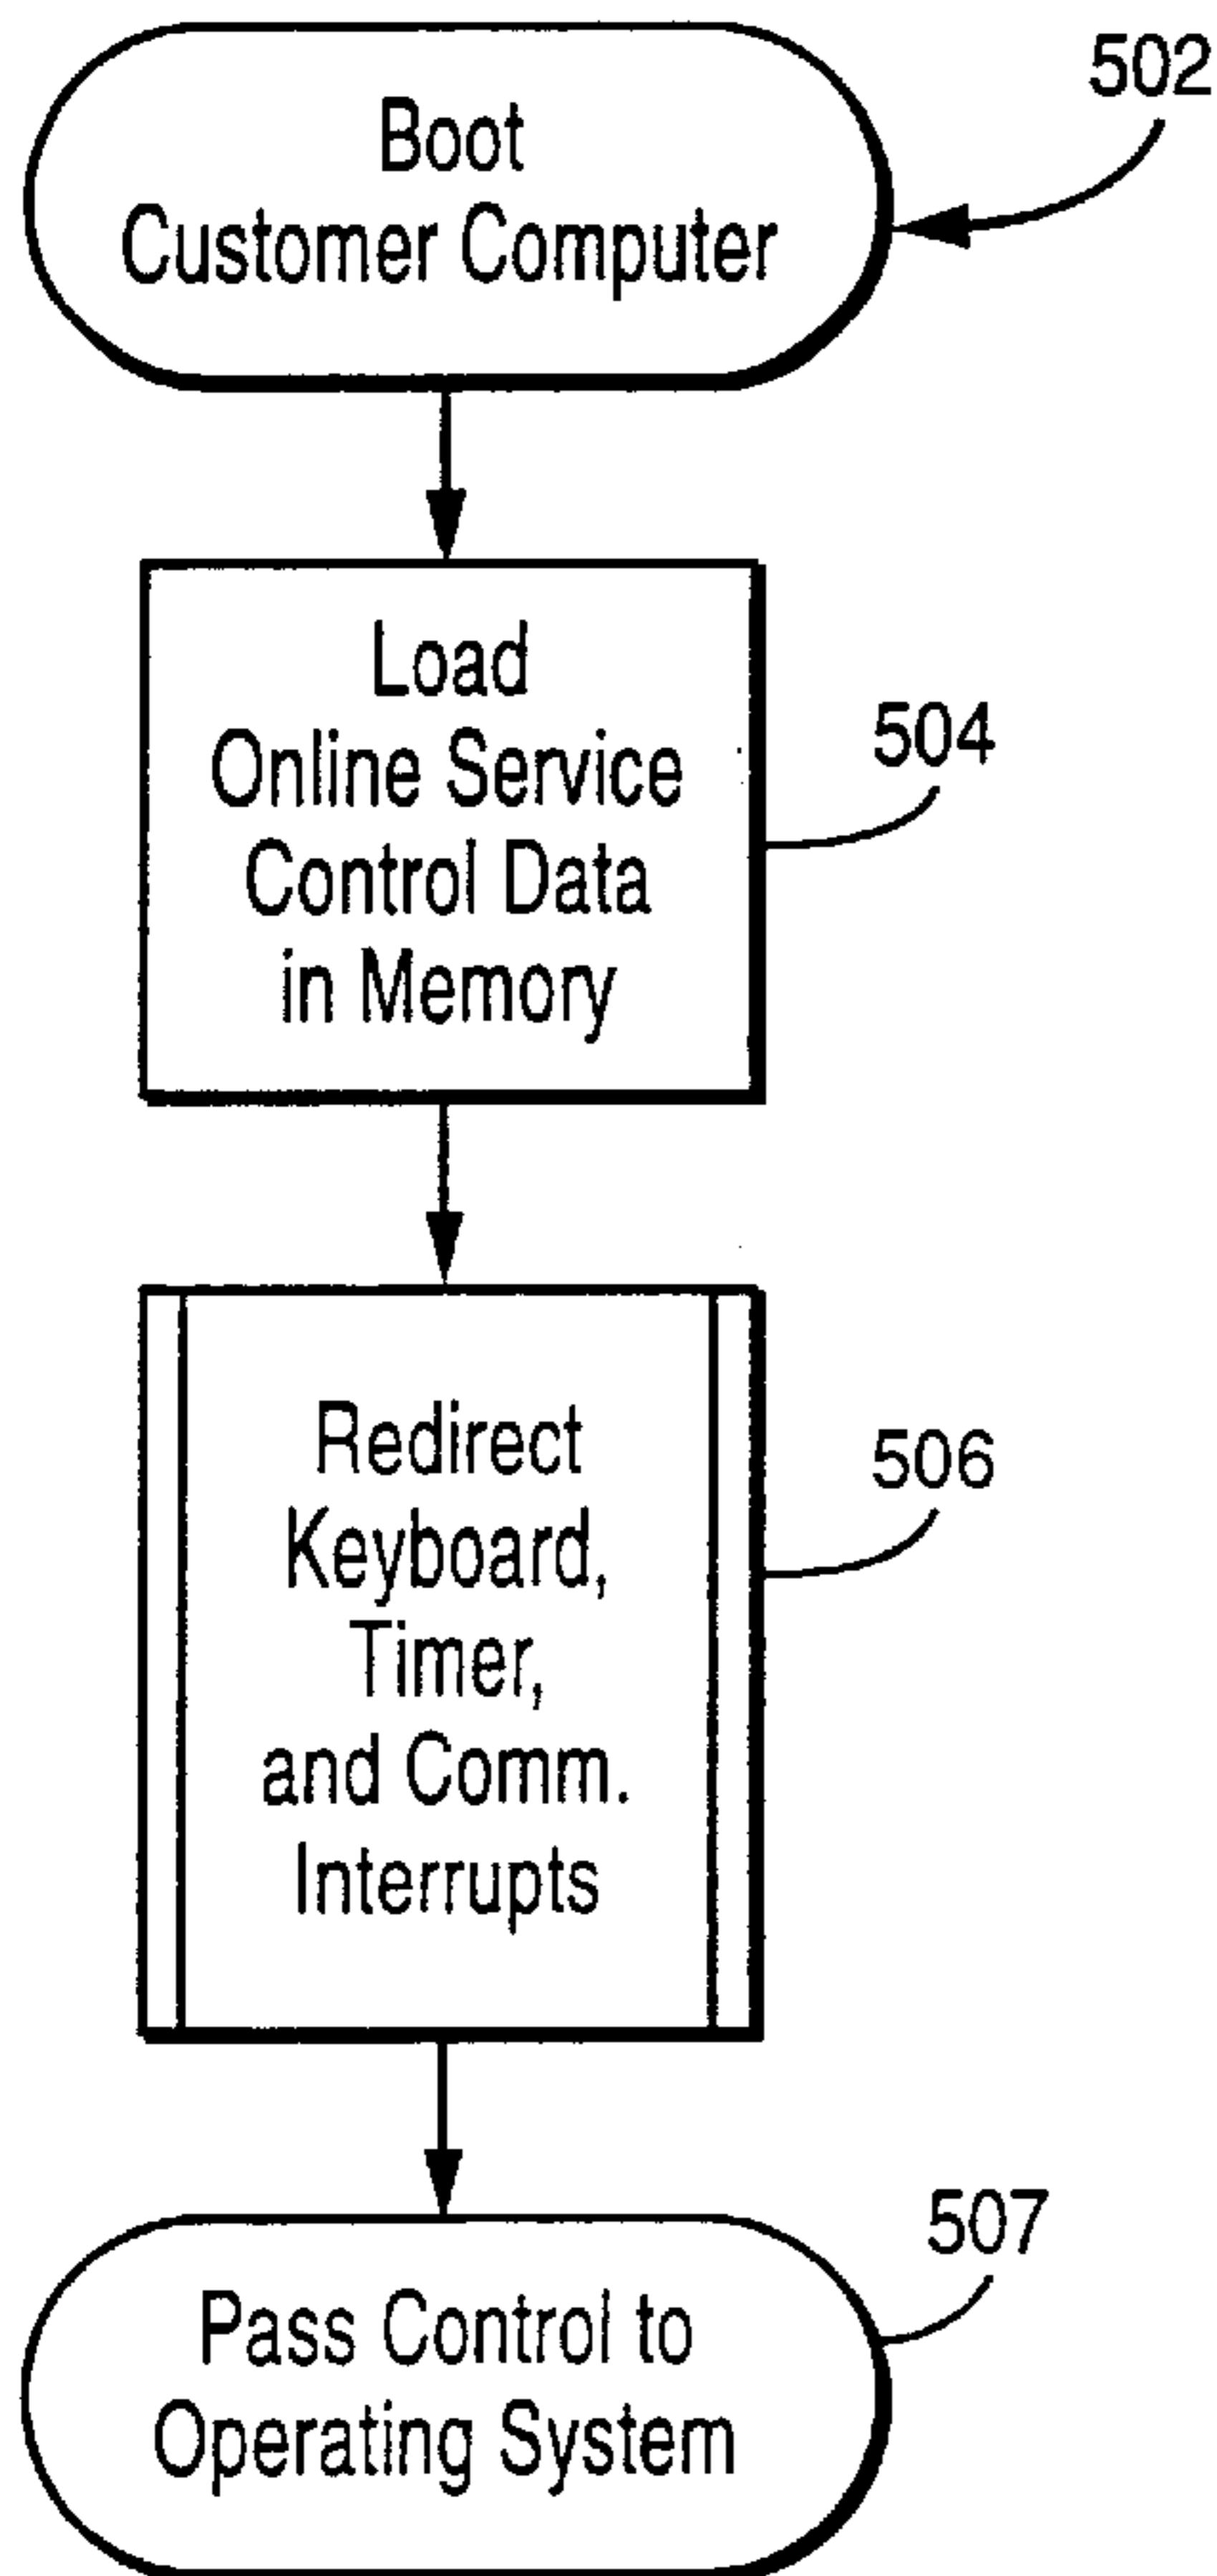 Boot
Customer Computer
502
Load
Online Service
Control Data
in Memory
504
Redirect
Keyboard,
Timer,
and Comm.
Interrupts
506
Pass Control to
Operating System
507